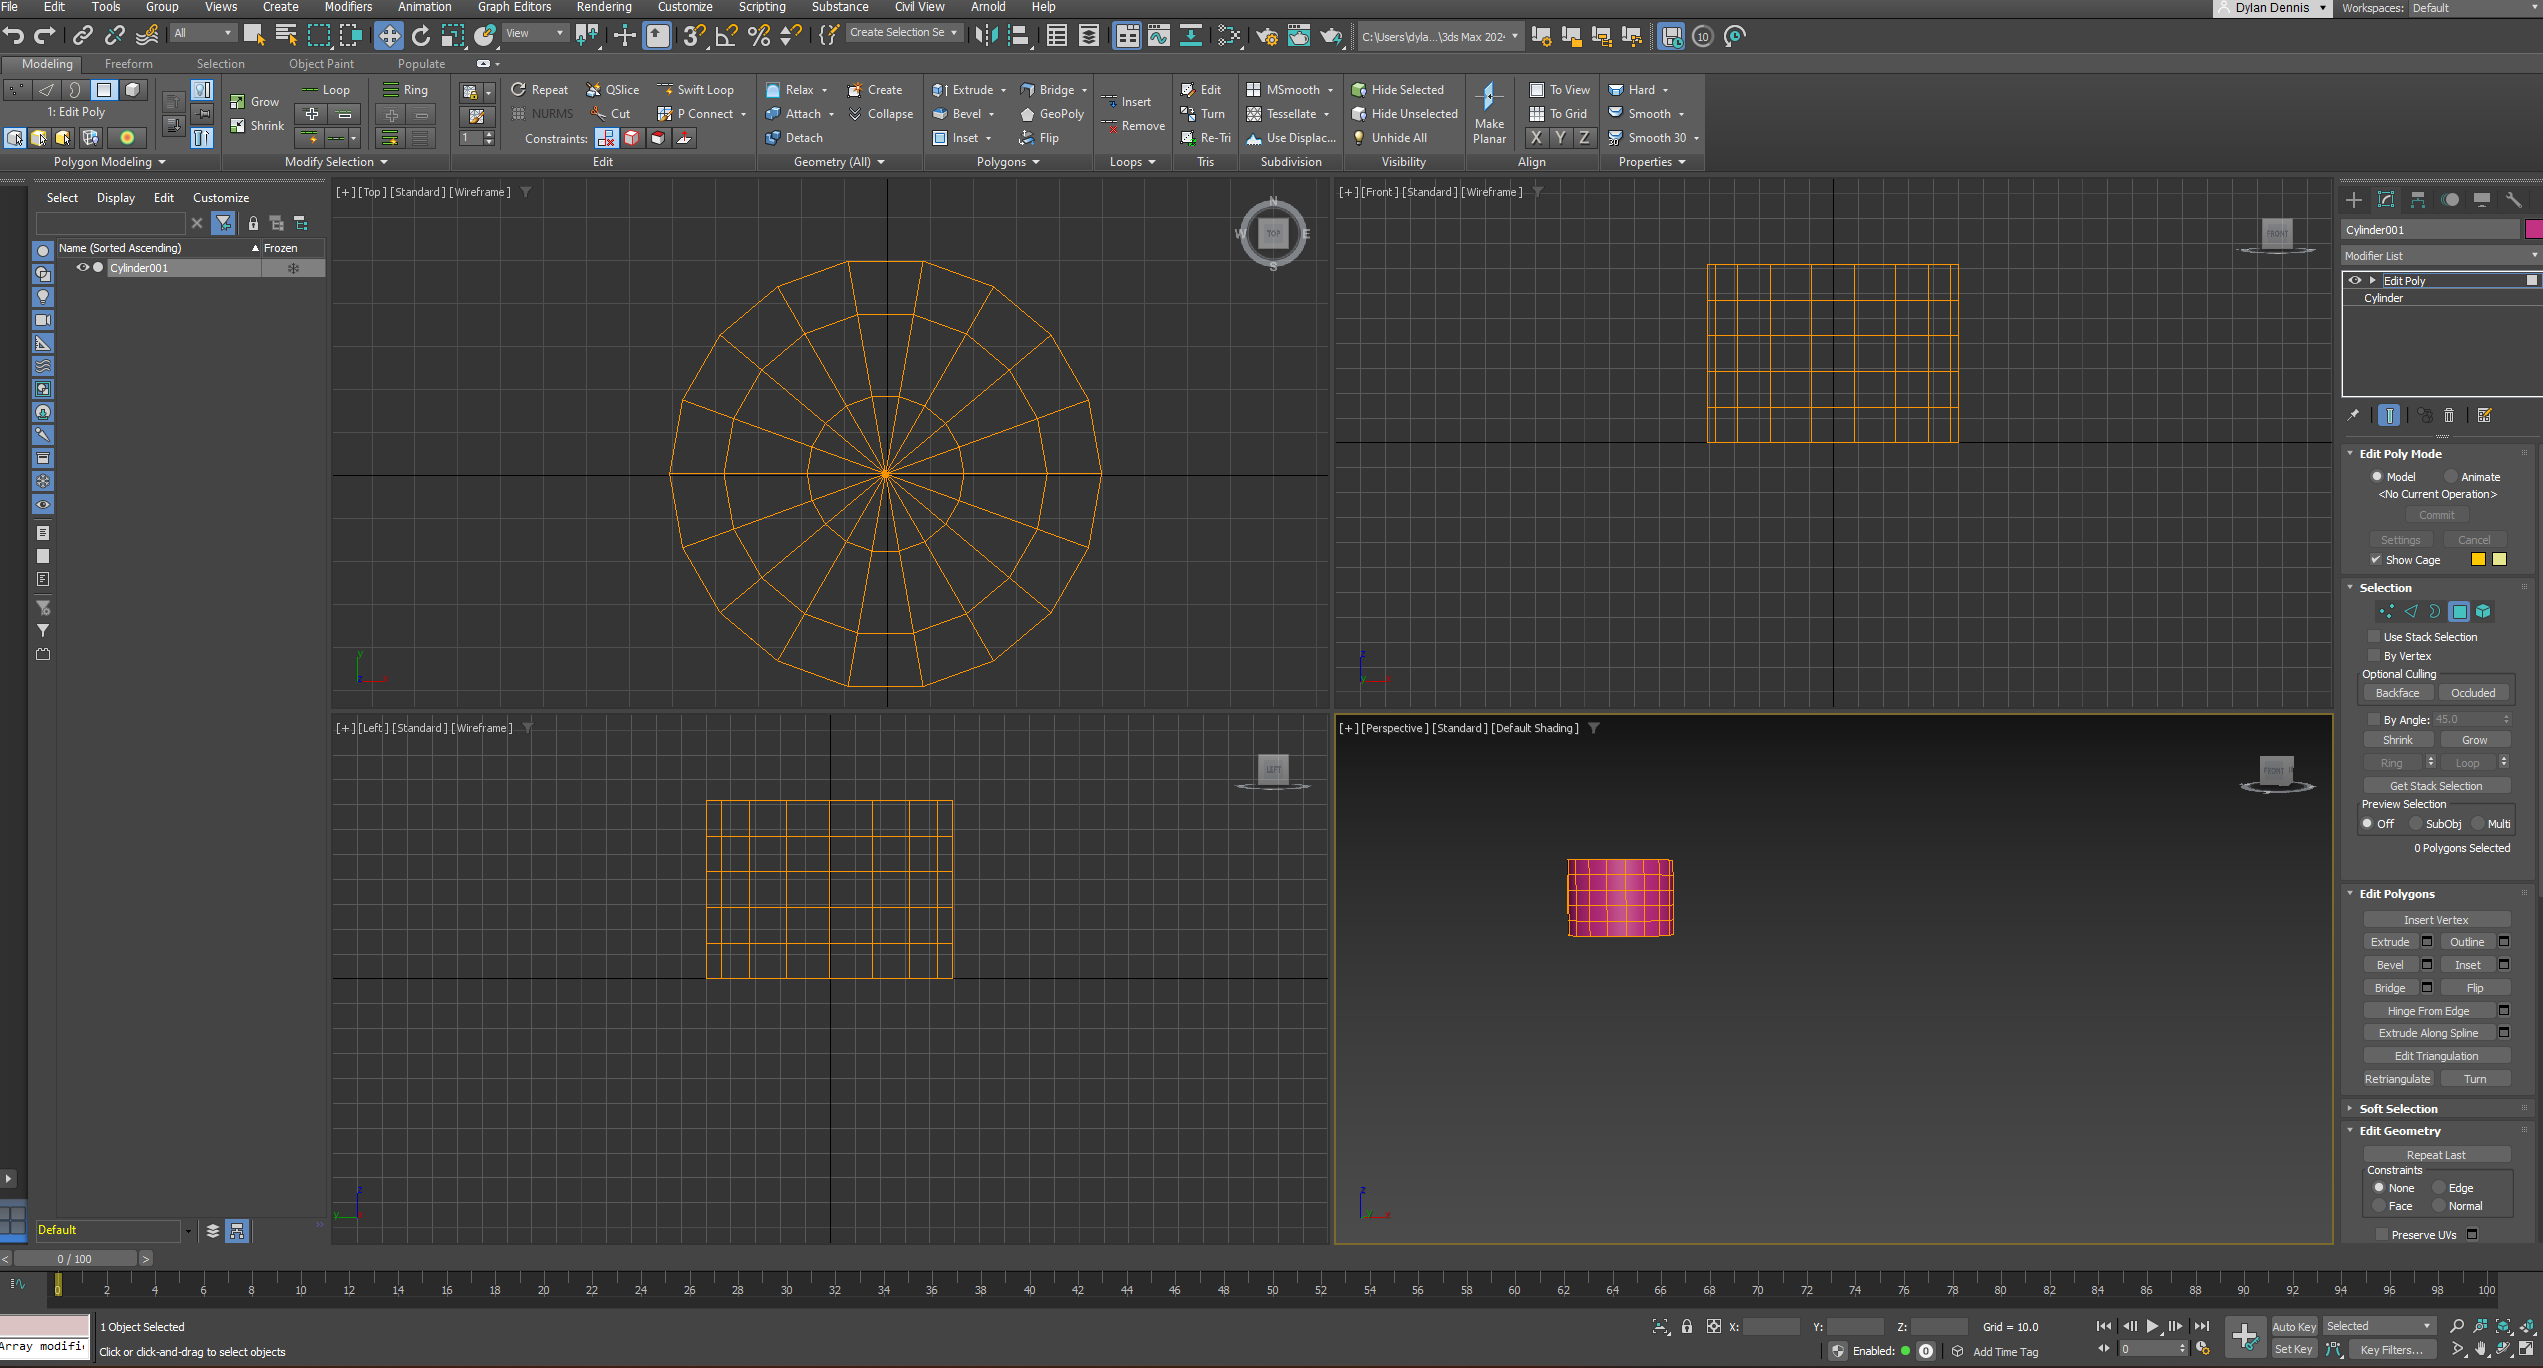 File Edit Tools Group Views Create Modifiers Animation Graph Editors Rendering Customize Scripting Substance Civil View Arnold Help Dylan Dennis Workspaces: Default
All View Create Selection Se C:\Users\dyla...\3ds Max 202 10
Modeling Freeform Selection Object Paint Populate
Grow Loop Ring Repeat QSlice Swift Loop Relax Create Extrude Bridge Insert Edit MSmooth Hide Selected To View Hard
1: Edit Poly NURMS Cut P Connect Attach Collapse Bevel GeoPoly Turn Tessellate Hide Unselected Make To Grid Smooth
Shrink 1 Constraints: Detach Inset Flip Remove Re-Tri Use Displac... Unhide All Planar X Y Z Smooth 30
Polygon Modeling Modify Selection Edit Geometry (All) Polygons Loops Tris Subdivision Visibility Align Properties
Select Display Edit Customize
Name (Sorted Ascending) Frozen
Cylinder001
[+] [Top] [Standard] [Wireframe]
N
W TOP E
S
y
z x
[+] [Front] [Standard] [Wireframe]
FRONT
z
y x
[+] [Left] [Standard] [Wireframe]
LEFT
z
y x
[+] [Perspective] [Standard] [Default Shading]
FRONT
z
y x
Cylinder001
Modifier List
Edit Poly
Cylinder
Edit Poly Mode
Model Animate
<No Current Operation>
Commit
Settings Cancel
Show Cage
Selection
Use Stack Selection
By Vertex
Optional Culling
Backface Occluded
By Angle: 45.0
Shrink Grow
Ring Loop
Get Stack Selection
Preview Selection
Off SubObj Multi
0 Polygons Selected
Edit Polygons
Insert Vertex
Extrude Outline
Bevel Inset
Bridge Flip
Hinge From Edge
Extrude Along Spline
Edit Triangulation
Retriangulate Turn
Soft Selection
Edit Geometry
Repeat Last
Constraints
None Edge
Face Normal
Preserve UVs
Default
< 0 / 100 >
0 2 4 6 8 10 12 14 16 18 20 22 24 26 28 30 32 34 36 38 40 42 44 46 48 50 52 54 56 58 60 62 64 66 68 70 72 74 76 78 80 82 84 86 88 90 92 94 96 98 100
1 Object Selected X: Y: Z: Grid = 10.0 Auto Key Selected
Array modifi Click or click-and-drag to select objects Enabled: 0 Add Time Tag 0 Set Key Key Filters...